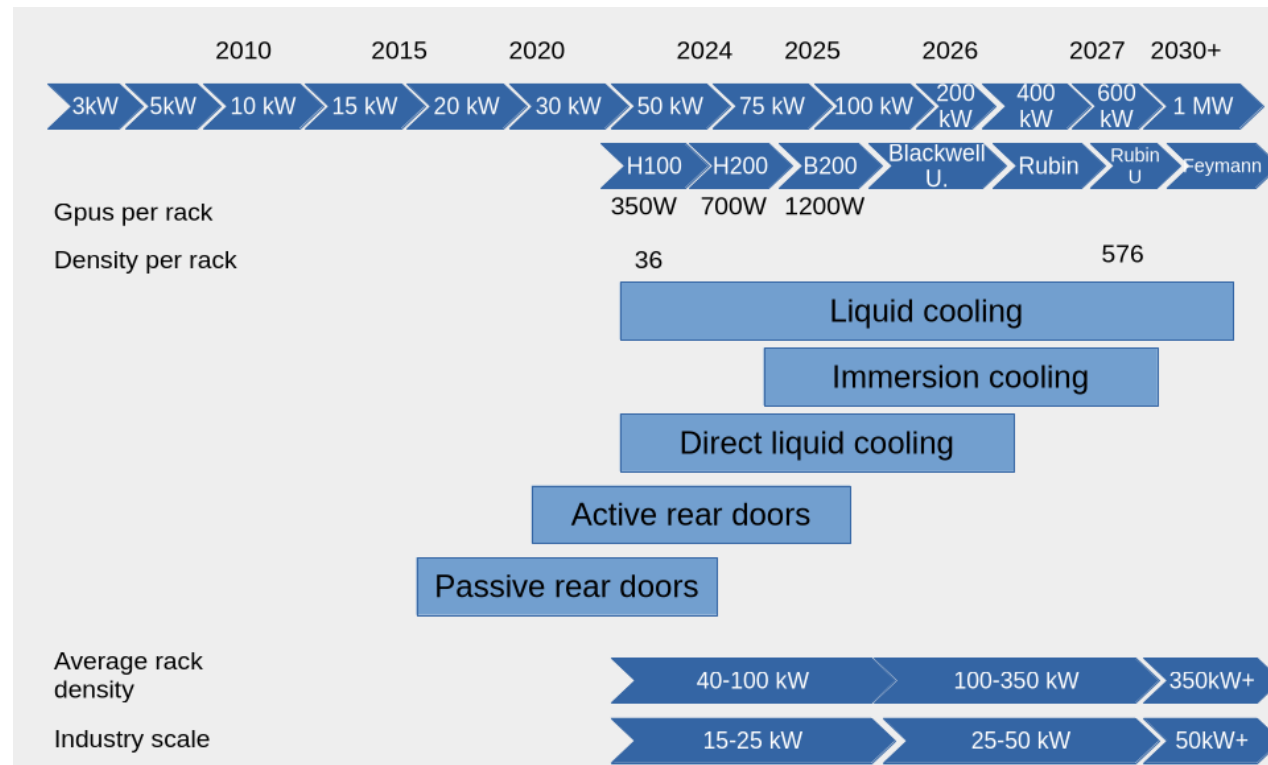 2010 2015 2020 2024 2025 2026 2027 2030+
3kW 5kW 10 kW 15 kW 20 kW 30 kW 50 kW 75 kW 100 kW 200 kW 400 kW 600 kW 1 MW
H100 H200 B200 Blackwell U. Rubin Rubin U Feymann
Gpus per rack 350W 700W 1200W
Density per rack 36 576
Liquid cooling
Immersion cooling
Direct liquid cooling
Active rear doors
Passive rear doors
Average rack
density 40-100 kW 100-350 kW 350kW+
Industry scale 15-25 kW 25-50 kW 50kW+